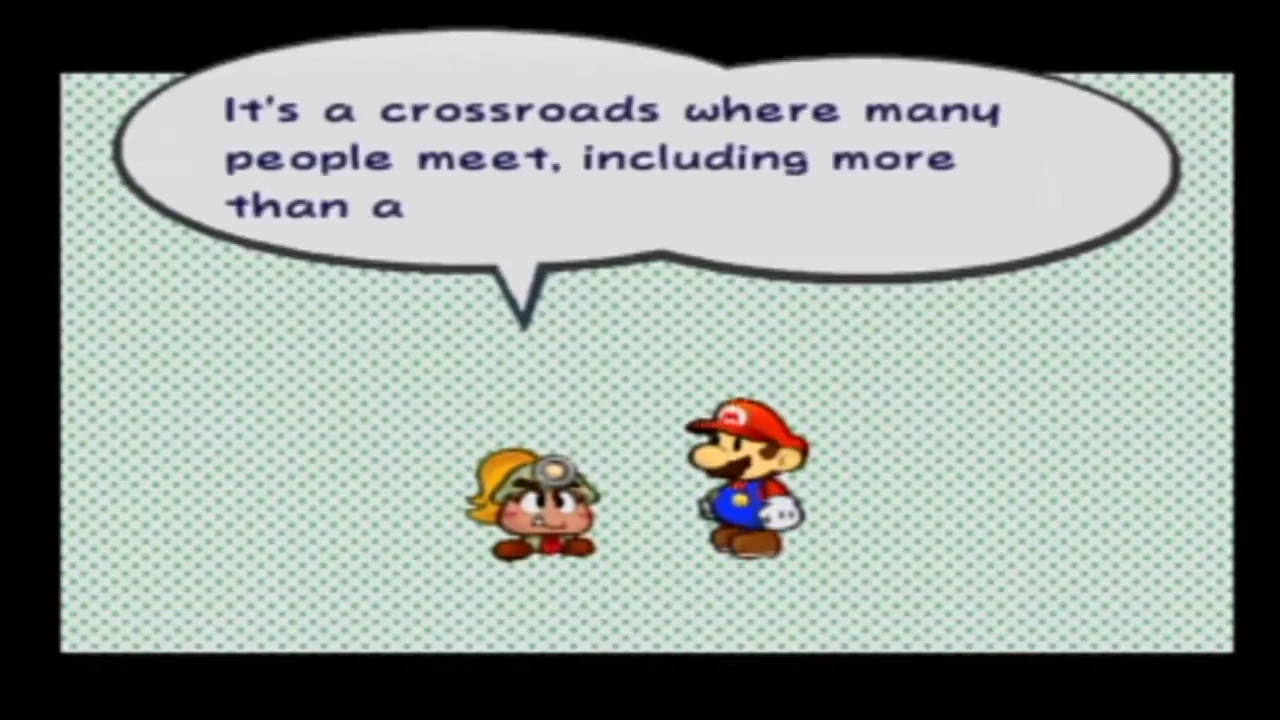 It's a crossroads where many
people meet, including more
than a